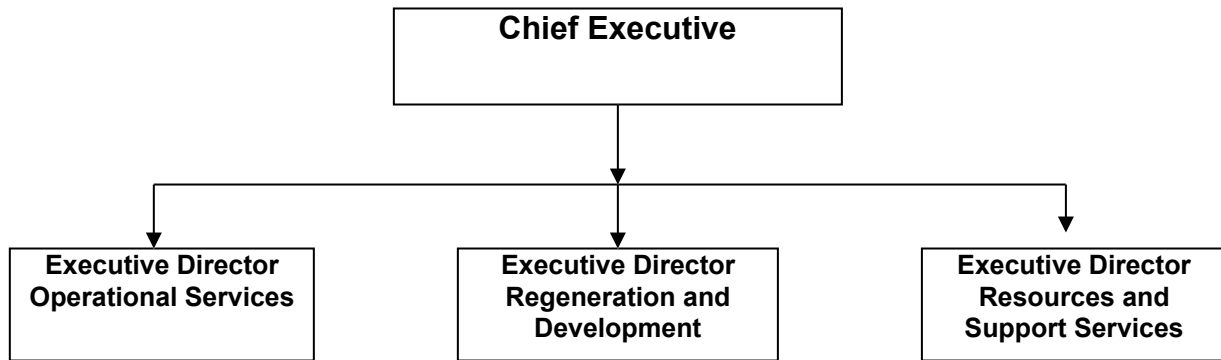 Chief Executive
Executive Director
Operational Services
Executive Director
Regeneration and
Development
Executive Director
Resources and
Support Services